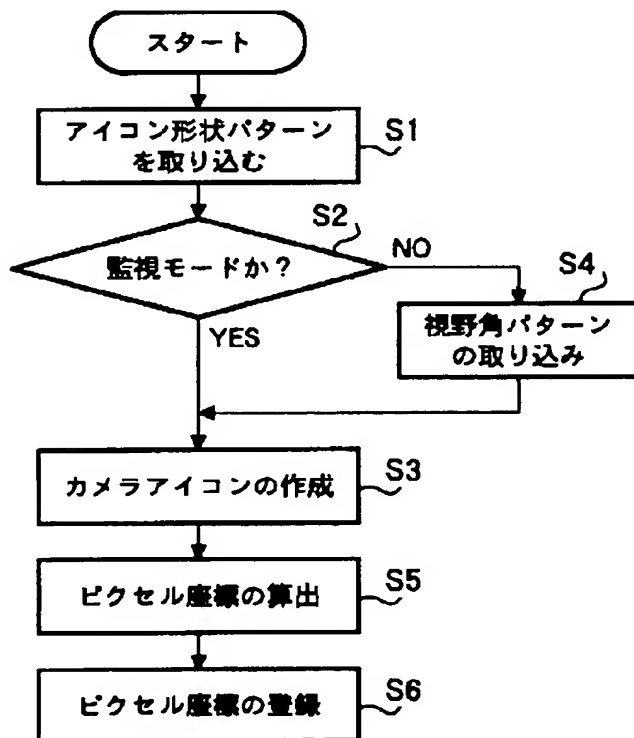 スタート
アイコン形状パターン
を取り込む
S1
S2
監視モードか？
NO
S4
視野角パターン
の取り込み
YES
カメラアイコンの作成
S3
ピクセル座標の算出
S5
ピクセル座標の登録
S6